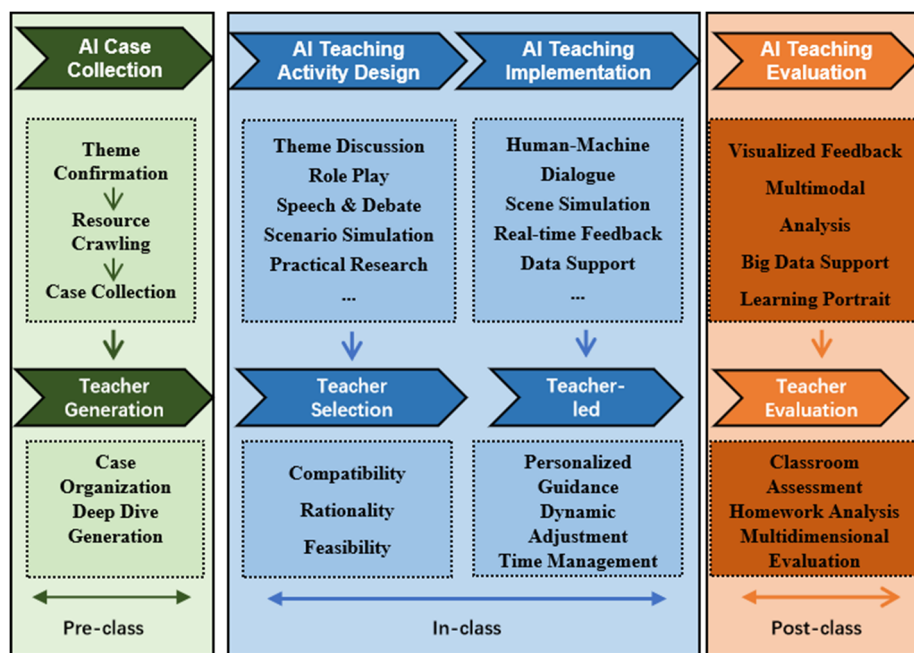 AI Case
Collection
Theme
Confirmation
Resource
Crawling
Case Collection
Teacher
Generation
Case
Organization
Deep Dive
Generation
Pre-class
AI Teaching
Activity Design
Theme Discussion
Role Play
Speech & Debate
Scenario Simulation
Practical Research
...
Teacher
Selection
Compatibility
Rationality
Feasibility
AI Teaching
Implementation
Human-Machine
Dialogue
Scene Simulation
Real-time Feedback
Data Support
...
Teacher-
led
Personalized
Guidance
Dynamic
Adjustment
Time Management
In-class
AI Teaching
Evaluation
Visualized Feedback
Multimodal
Analysis
Big Data Support
Learning Portrait
Teacher
Evaluation
Classroom
Assessment
Homework Analysis
Multidimensional
Evaluation
Post-class